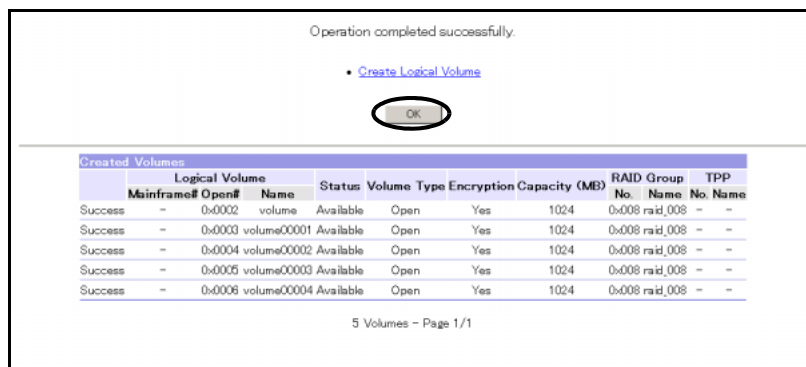 Operation completed successfully.
• Create Logical Volume
OK
Created Volumes
Logical Volume Status Volume Type Encryption Capacity (MB) RAID Group TPP
Mainframe# Open# Name No. Name No. Name
Success - 0x0002 volume Available Open Yes 1024 0x008 raid_008 - -
Success - 0x0003 volume00001 Available Open Yes 1024 0x008 raid_008 - -
Success - 0x0004 volume00002 Available Open Yes 1024 0x008 raid_008 - -
Success - 0x0005 volume00003 Available Open Yes 1024 0x008 raid_008 - -
Success - 0x0006 volume00004 Available Open Yes 1024 0x008 raid_008 - -
5 Volumes - Page 1/1